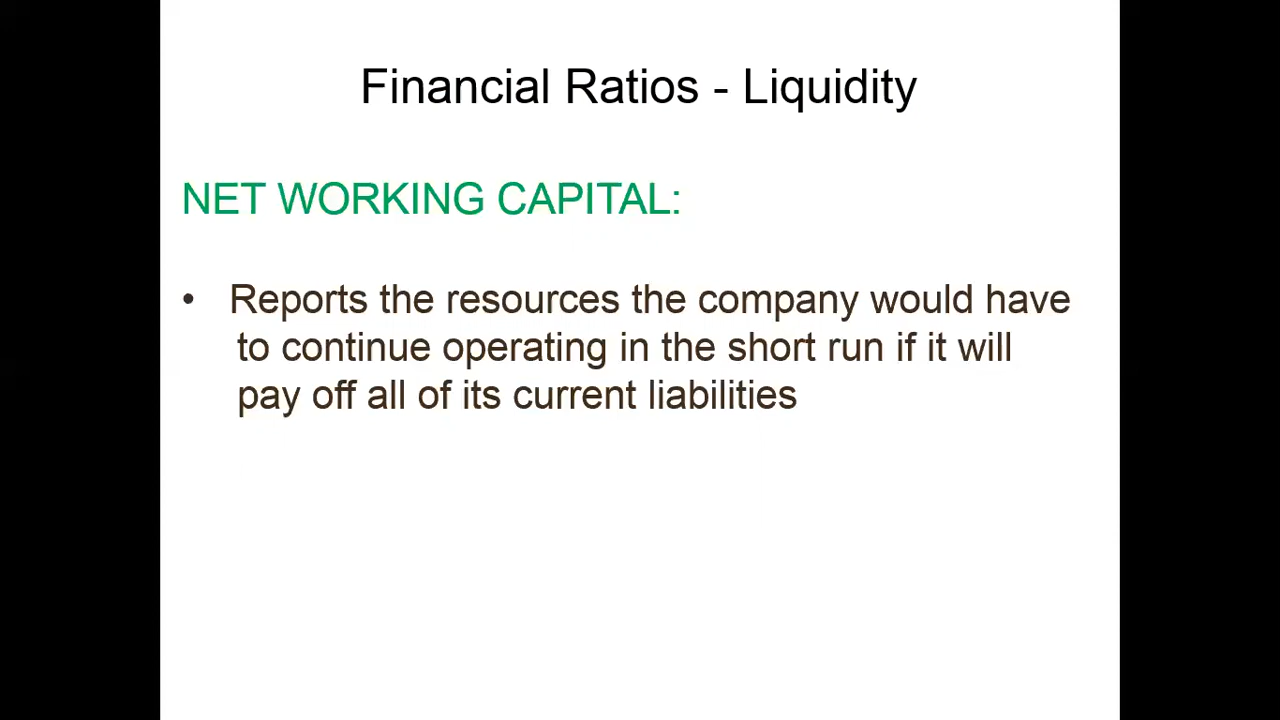 Financial Ratios - Liquidity
NET WORKING CAPITAL:
• Reports the resources the company would have
to continue operating in the short run if it will
pay off all of its current liabilities